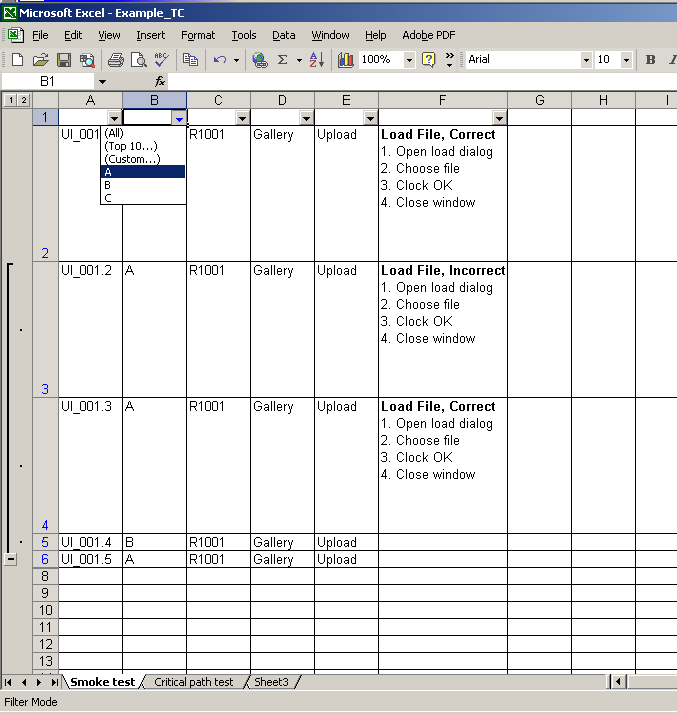 Microsoft Excel - Example_TC
File Edit View Insert Format Tools Data Window Help Adobe PDF
100% Arial 10 B I
B1 fx
1 2 A B C D E F G H I
1
UI_001 R1001 Gallery Upload Load File, Correct
(All)
(Top 10...)
(Custom...)
A
B
C
1. Open load dialog
2. Choose file
3. Clock OK
4. Close window
2
UI_001.2 A R1001 Gallery Upload Load File, Incorrect
1. Open load dialog
2. Choose file
3. Clock OK
4. Close window
3
UI_001.3 A R1001 Gallery Upload Load File, Correct
1. Open load dialog
2. Choose file
3. Clock OK
4. Close window
4
5 UI_001.4 B R1001 Gallery Upload
6 UI_001.5 A R1001 Gallery Upload
8
9
10
11
12
13
Smoke test Critical path test Sheet3
Filter Mode